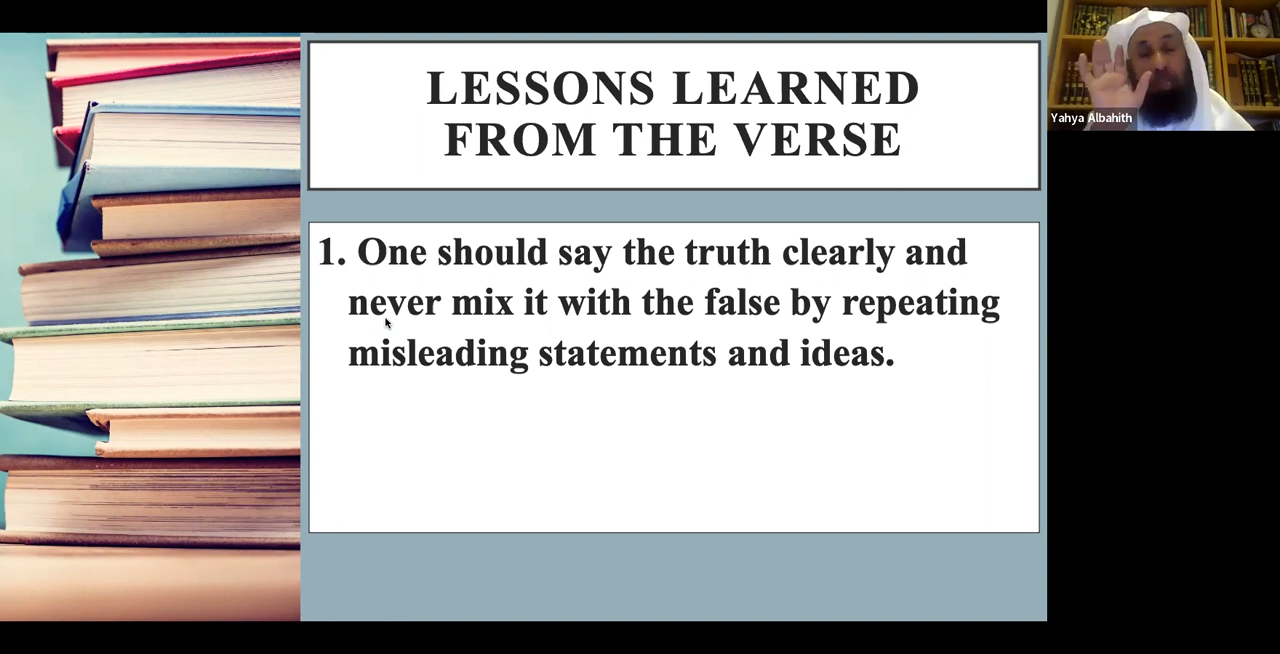 LESSONS LEARNED
FROM THE VERSE
1. One should say the truth clearly and
never mix it with the false by repeating
misleading statements and ideas.
Yahya Albahith